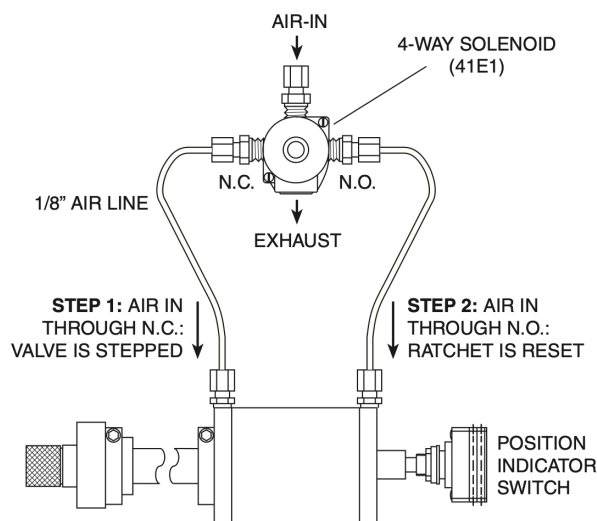 AIR-IN
4-WAY SOLENOID
(41E1)
N.C.
N.O.
1/8” AIR LINE
EXHAUST
STEP 1: AIR IN
THROUGH N.C.:
VALVE IS STEPPED
STEP 2: AIR IN
THROUGH N.O.:
RATCHET IS RESET
POSITION
INDICATOR
SWITCH